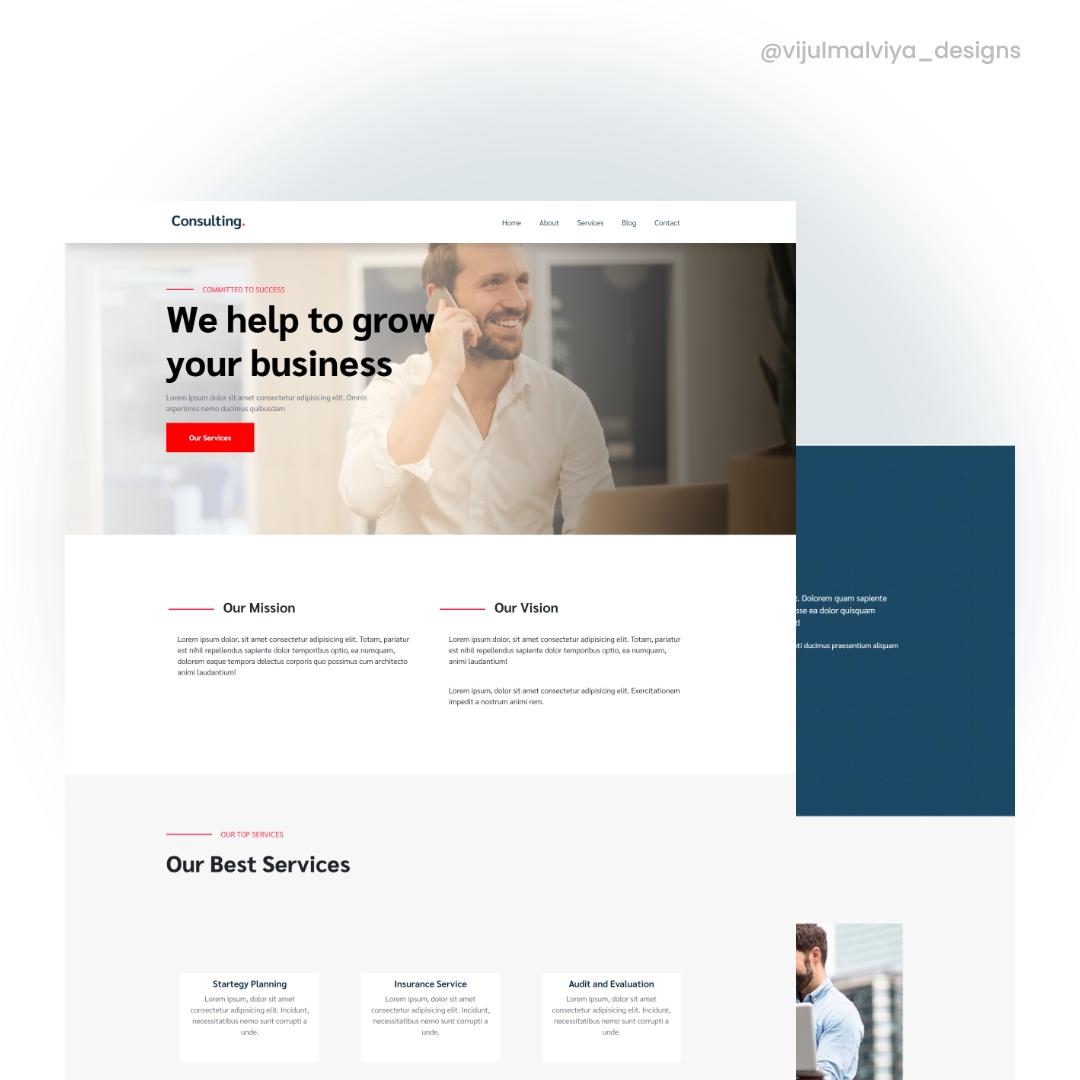 @vijulmalviya_designs
Consulting.
Home About Services Blog Contact
COMMITTED TO SUCCESS
We help to grow
your business
Lorem ipsum dolor sit amet consectetur adipisicing elit. Omnis
asperiores nemo ducimus quibusdam
Our Services
Our Mission
Lorem ipsum dolor, sit amet consectetur adipisicing elit. Totam, pariatur
est nihil repellendus sapiente dolor temporibus optio, ea numquam,
dolorem eaque tempora delectus corporis quo possimus cum architecto
animi laudantium!
Our Vision
Lorem ipsum dolor, sit amet consectetur adipisicing elit. Totam, pariatur
est nihil repellendus sapiente dolor temporibus optio, ea numquam,
animi laudantium!
Lorem ipsum, dolor sit amet consectetur adipisicing elit. Exercitationem
impedit a nostrum animi rem.
. Dolorem quam sapiente
sse ea dolor quisquam
t!
ti ducimus praesentium aliquam
OUR TOP SERVICES
Our Best Services
Startegy Planning
Lorem ipsum, dolor sit amet
consectetur adipisicing elit. Incidunt,
necessitatibus nemo sunt corrupti a
unde.
Insurance Service
Lorem ipsum, dolor sit amet
consectetur adipisicing elit. Incidunt,
necessitatibus nemo sunt corrupti a
unde.
Audit and Evaluation
Lorem ipsum, dolor sit amet
consectetur adipisicing elit. Incidunt,
necessitatibus nemo sunt corrupti a
unde.